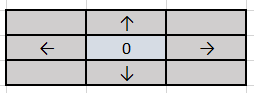 ↑
← 0 →
↓